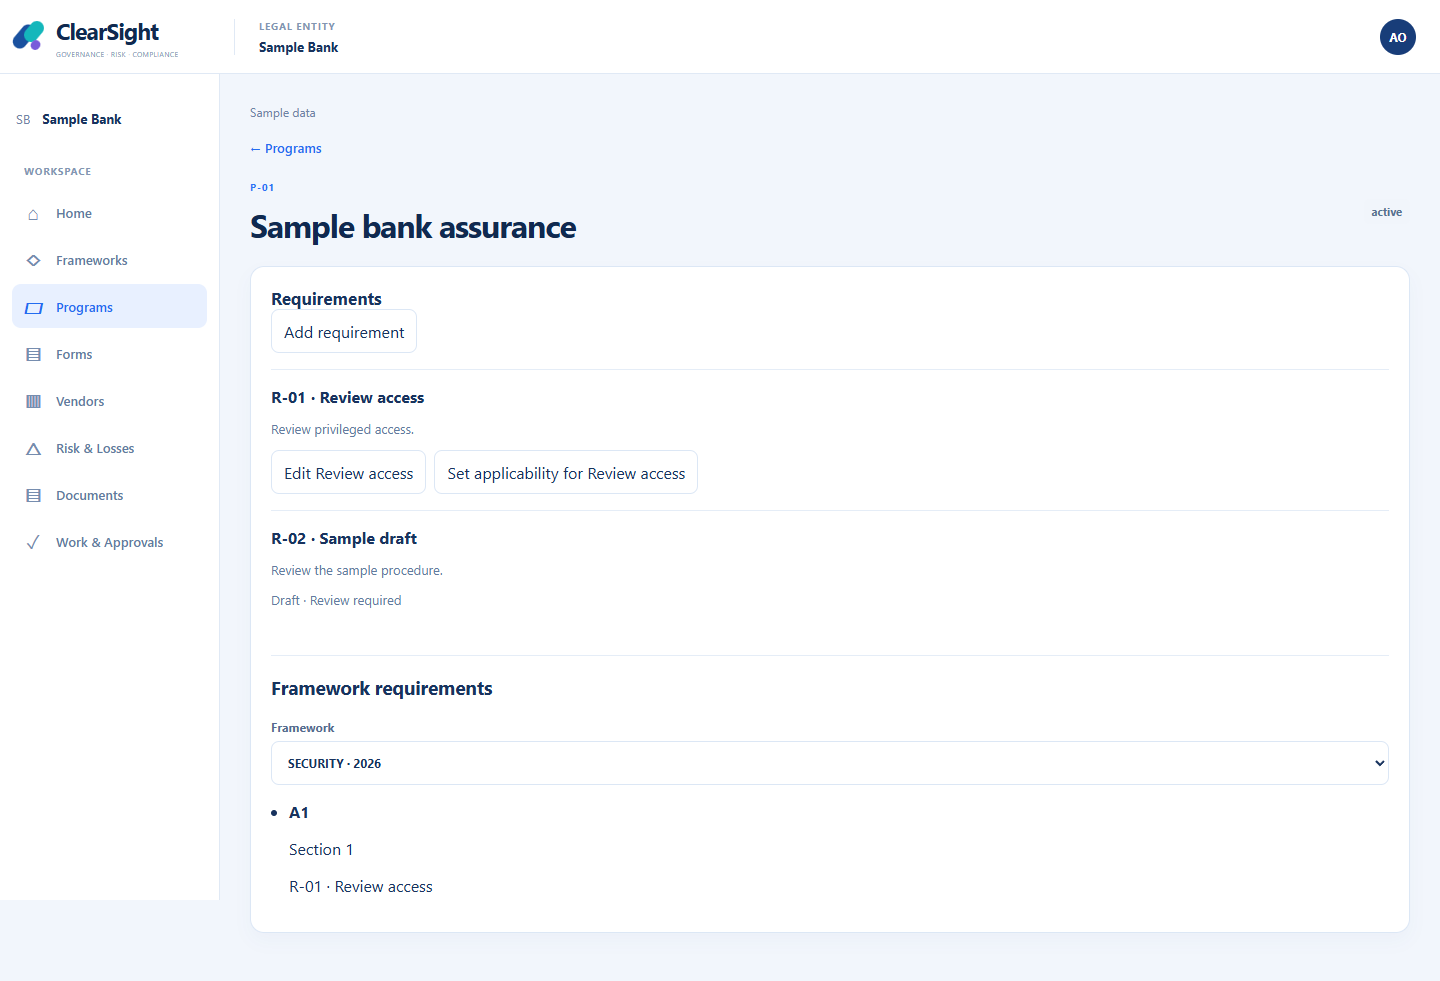 ClearSight
GOVERNANCE · RISK · COMPLIANCE
LEGAL ENTITY
Sample Bank
AO
SB Sample Bank
WORKSPACE
Home
Frameworks
Programs
Forms
Vendors
Risk & Losses
Documents
Work & Approvals
Sample data
← Programs
P-01
Sample bank assurance
active
Requirements
Add requirement
R-01 · Review access
Review privileged access.
Edit Review access
Set applicability for Review access
R-02 · Sample draft
Review the sample procedure.
Draft · Review required
Framework requirements
Framework
SECURITY · 2026
• A1
Section 1
R-01 · Review access